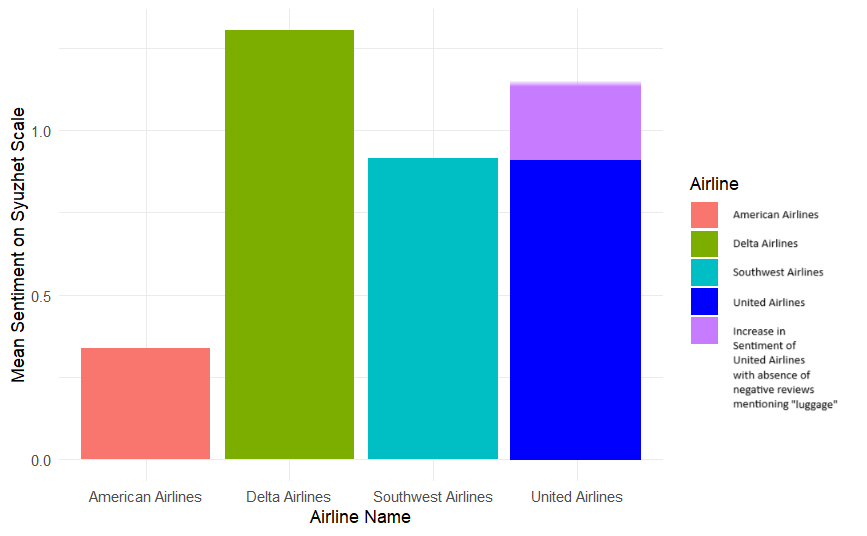 Mean Sentiment on Syuzhet Scale
1.0
0.5
0.0
American Airlines
Delta Airlines
Southwest Airlines
United Airlines
Airline Name
Airline
American Airlines
Delta Airlines
Southwest Airlines
United Airlines
Increase in
Sentiment of
United Airlines
with absence of
negative reviews
mentioning "luggage"